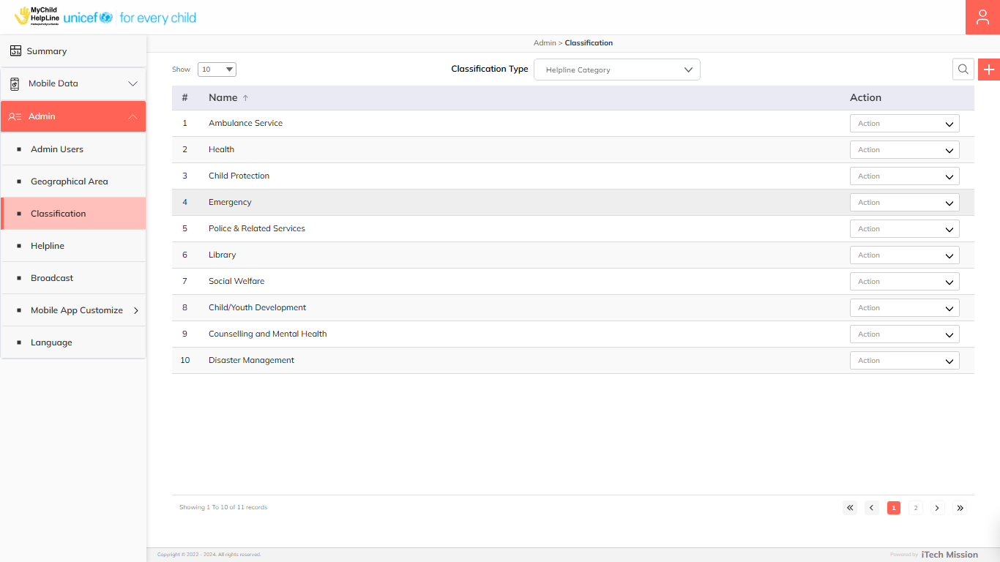 MyChild
HelpLine
unicef for every child
Summary
Mobile Data
Admin
Admin Users
Geographical Area
Classification
Helpline
Broadcast
Mobile App Customize
Language
Admin > Classification
Show 10 Classification Type Helpline Category
# Name ↑ Action
1 Ambulance Service Action
2 Health Action
3 Child Protection Action
4 Emergency Action
5 Police & Related Services Action
6 Library Action
7 Social Welfare Action
8 Child/Youth Development Action
9 Counselling and Mental Health Action
10 Disaster Management Action
Showing 1 To 10 of 11 records
« ‹ 1 2 › »
Copyright © 2022 - 2024. All rights reserved.
Powered by iTech Mission